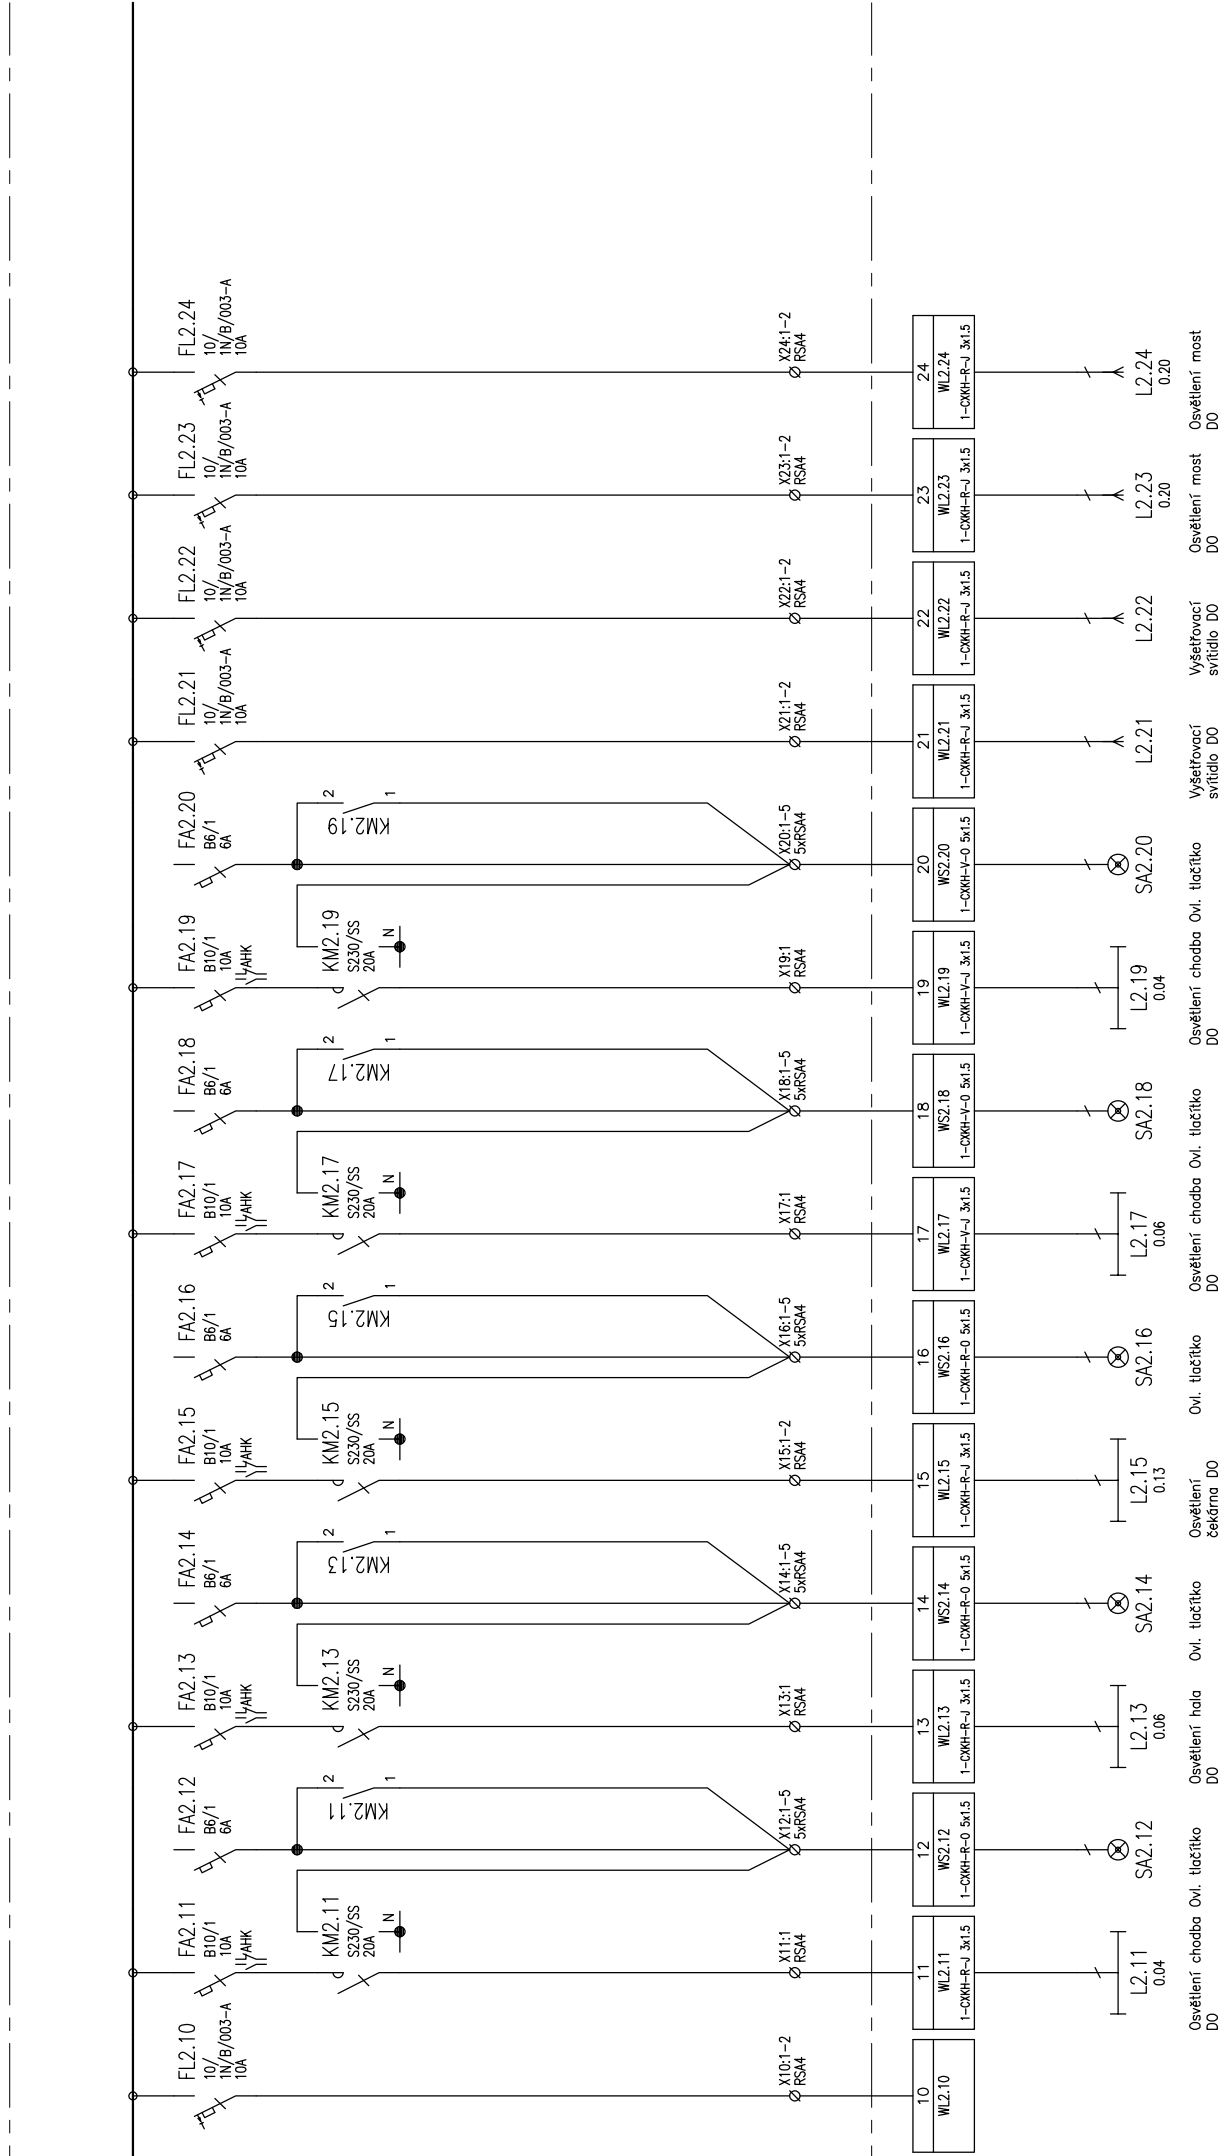 FL2.10
10/
1N/B/003-A
10A
X10:1-2
RSA4
10
WL2.10
FA2.11
B10/1
10A
IL/AHK
KM2.11
S230/SS
20A
N
X11:1
RSA4
11
WL2.11
1-CXKH-R-J 3x1.5
L2.11
0.04
Osvětlení chodba
DO
FA2.12
B6/1
6A
2
1
KM2.11
X12:1-5
5xRSA4
12
WS2.12
1-CXKH-R-O 5x1.5
SA2.12
Ovl. tlačítko
FA2.13
B10/1
10A
IL/AHK
KM2.13
S230/SS
20A
N
X13:1
RSA4
13
WL2.13
1-CXKH-R-J 3x1.5
L2.13
0.06
Osvětlení hala
DO
FA2.14
B6/1
6A
2
1
KM2.13
X14:1-5
5xRSA4
14
WS2.14
1-CXKH-R-O 5x1.5
SA2.14
Ovl. tlačítko
FA2.15
B10/1
10A
IL/AHK
KM2.15
S230/SS
20A
N
X15:1-2
RSA4
15
WL2.15
1-CXKH-R-J 3x1.5
L2.15
0.13
Osvětlení
čekárna DO
FA2.16
B6/1
6A
2
1
KM2.15
X16:1-5
5xRSA4
16
WS2.16
1-CXKH-R-O 5x1.5
SA2.16
Ovl. tlačítko
FA2.17
B10/1
10A
IL/AHK
KM2.17
S230/SS
20A
N
X17:1
RSA4
17
WL2.17
1-CXKH-V-J 3x1.5
L2.17
0.06
Osvětlení chodba
DO
FA2.18
B6/1
6A
2
1
KM2.17
X18:1-5
5xRSA4
18
WS2.18
1-CXKH-V-O 5x1.5
SA2.18
Ovl. tlačítko
FA2.19
B10/1
10A
IL/AHK
KM2.19
S230/SS
20A
N
X19:1
RSA4
19
WL2.19
1-CXKH-V-J 3x1.5
L2.19
0.04
Osvětlení chodba
DO
FA2.20
B6/1
6A
2
1
KM2.19
X20:1-5
5xRSA4
20
WS2.20
1-CXKH-V-O 5x1.5
SA2.20
Ovl. tlačítko
FL2.21
10/
1N/B/003-A
10A
X21:1-2
RSA4
21
WL2.21
1-CXKH-R-J 3x1.5
L2.21
Vyšetřovací
svítidlo DO
FL2.22
10/
1N/B/003-A
10A
X22:1-2
RSA4
22
WL2.22
1-CXKH-R-J 3x1.5
L2.22
Vyšetřovací
svítidlo DO
FL2.23
10/
1N/B/003-A
10A
X23:1-2
RSA4
23
WL2.23
1-CXKH-R-J 3x1.5
L2.23
0.20
Osvětlení most
DO
FL2.24
10/
1N/B/003-A
10A
X24:1-2
RSA4
24
WL2.24
1-CXKH-R-J 3x1.5
L2.24
0.20
Osvětlení most
DO